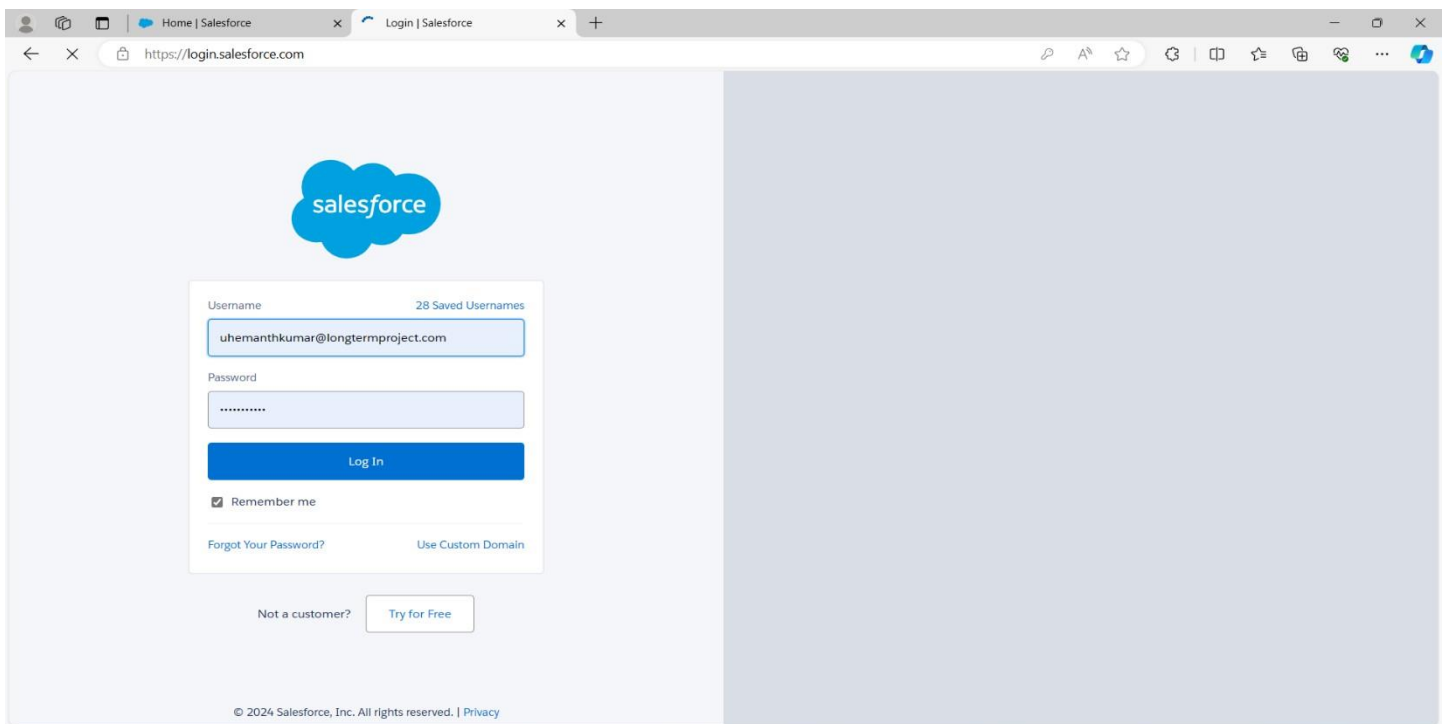 Home | Salesforce
Login | Salesforce
https://login.salesforce.com
salesforce
Username 28 Saved Usernames
uhemanthkumar@longtermproject.com
Password
•••••••••••
Log In
Remember me
Forgot Your Password? Use Custom Domain
Not a customer? Try for Free
© 2024 Salesforce, Inc. All rights reserved. | Privacy